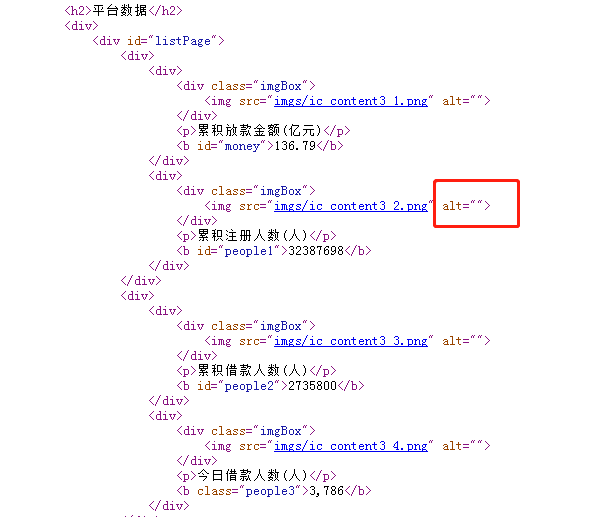 <h2>平台数据</h2>
<div>
<div id="listPage">
<div>
<div>
<div class="imgBox">
<img src="imgs/ic_content3_1.png" alt="">
</div>
<p>累积放款金额(亿元)</p>
<b id="money">136.79</b>
</div>
<div>
<div class="imgBox">
<img src="imgs/ic_content3_2.png" alt="">
</div>
<p>累积注册人数(人)</p>
<b id="people1">32387698</b>
</div>
</div>
<div>
<div>
<div class="imgBox">
<img src="imgs/ic_content3_3.png" alt="">
</div>
<p>累积借款人数(人)</p>
<b id="people2">2735800</b>
</div>
<div>
<div class="imgBox">
<img src="imgs/ic_content3_4.png" alt="">
</div>
<p>今日借款人数(人)</p>
<b class="people3">3,786</b>
</div>